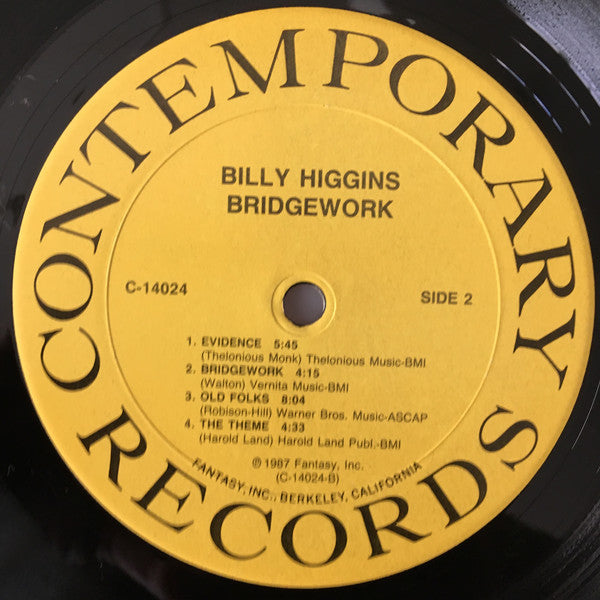 CONTEMPORARY RECORDS
BILLY HIGGINS
BRIDGEWORK
C-14024
SIDE 2
1. EVIDENCE 5:45
(Thelonious Monk) Thelonious Music-BMI
2. BRIDGEWORK 4:15
(Walton) Vernita Music-BMI
3. OLD FOLKS 8:04
(Robison-Hill) Warner Bros. Music-ASCAP
4. THE THEME 4:33
(Harold Land) Harold Land Publ.-BMI
℗ 1987 Fantasy, Inc.
(C-14024-B)
FANTASY, INC., BERKELEY, CALIFORNIA